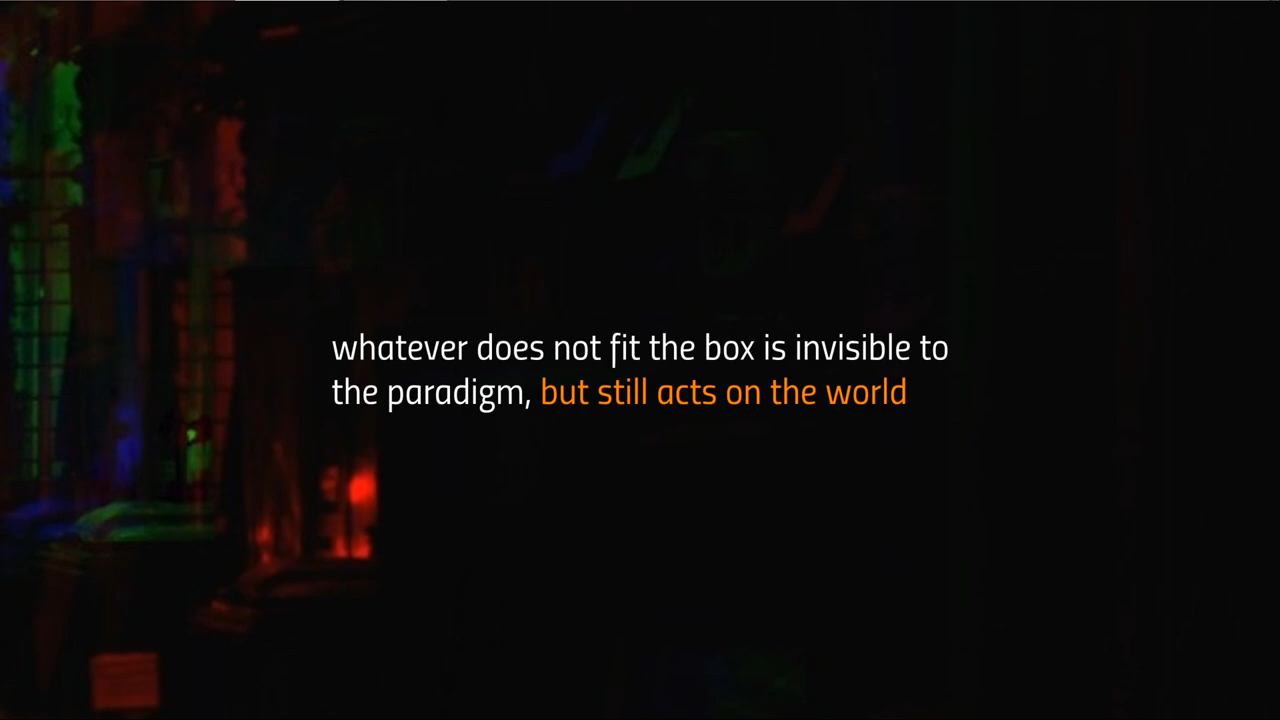 whatever does not fit the box is invisible to
the paradigm, but still acts on the world